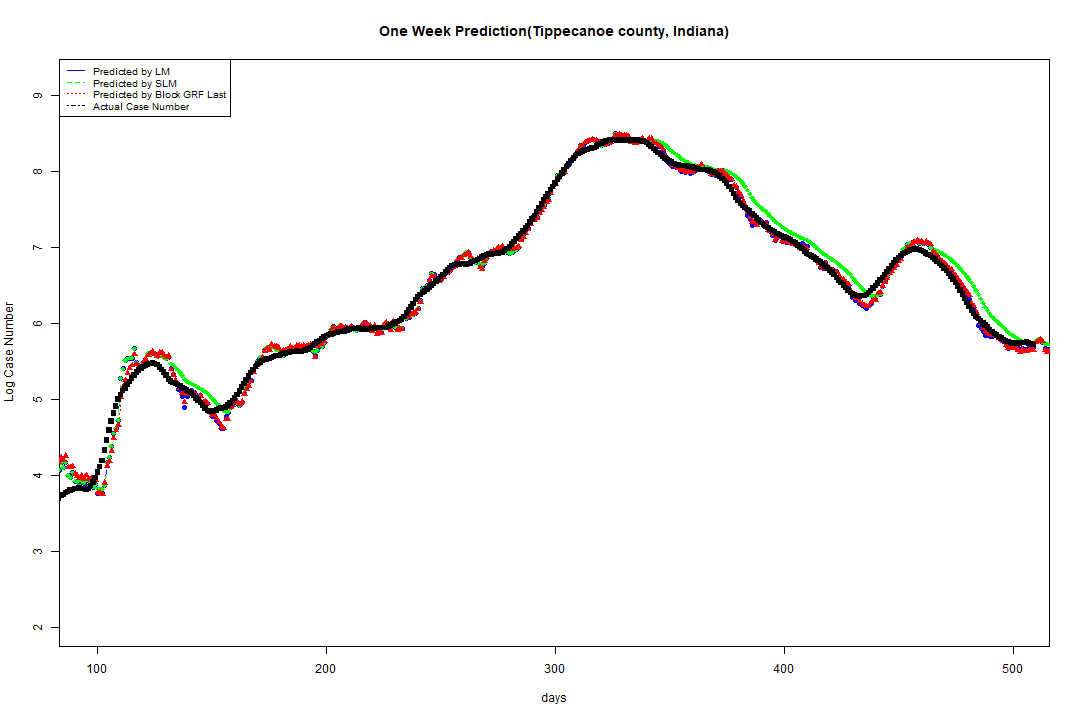 One Week Prediction(Tippecanoe county, Indiana)
Predicted by LM
Predicted by SLM
Predicted by Block GRF Last
Actual Case Number
Log Case Number
9
8
7
6
5
4
3
2
100 200 300 400 500
days